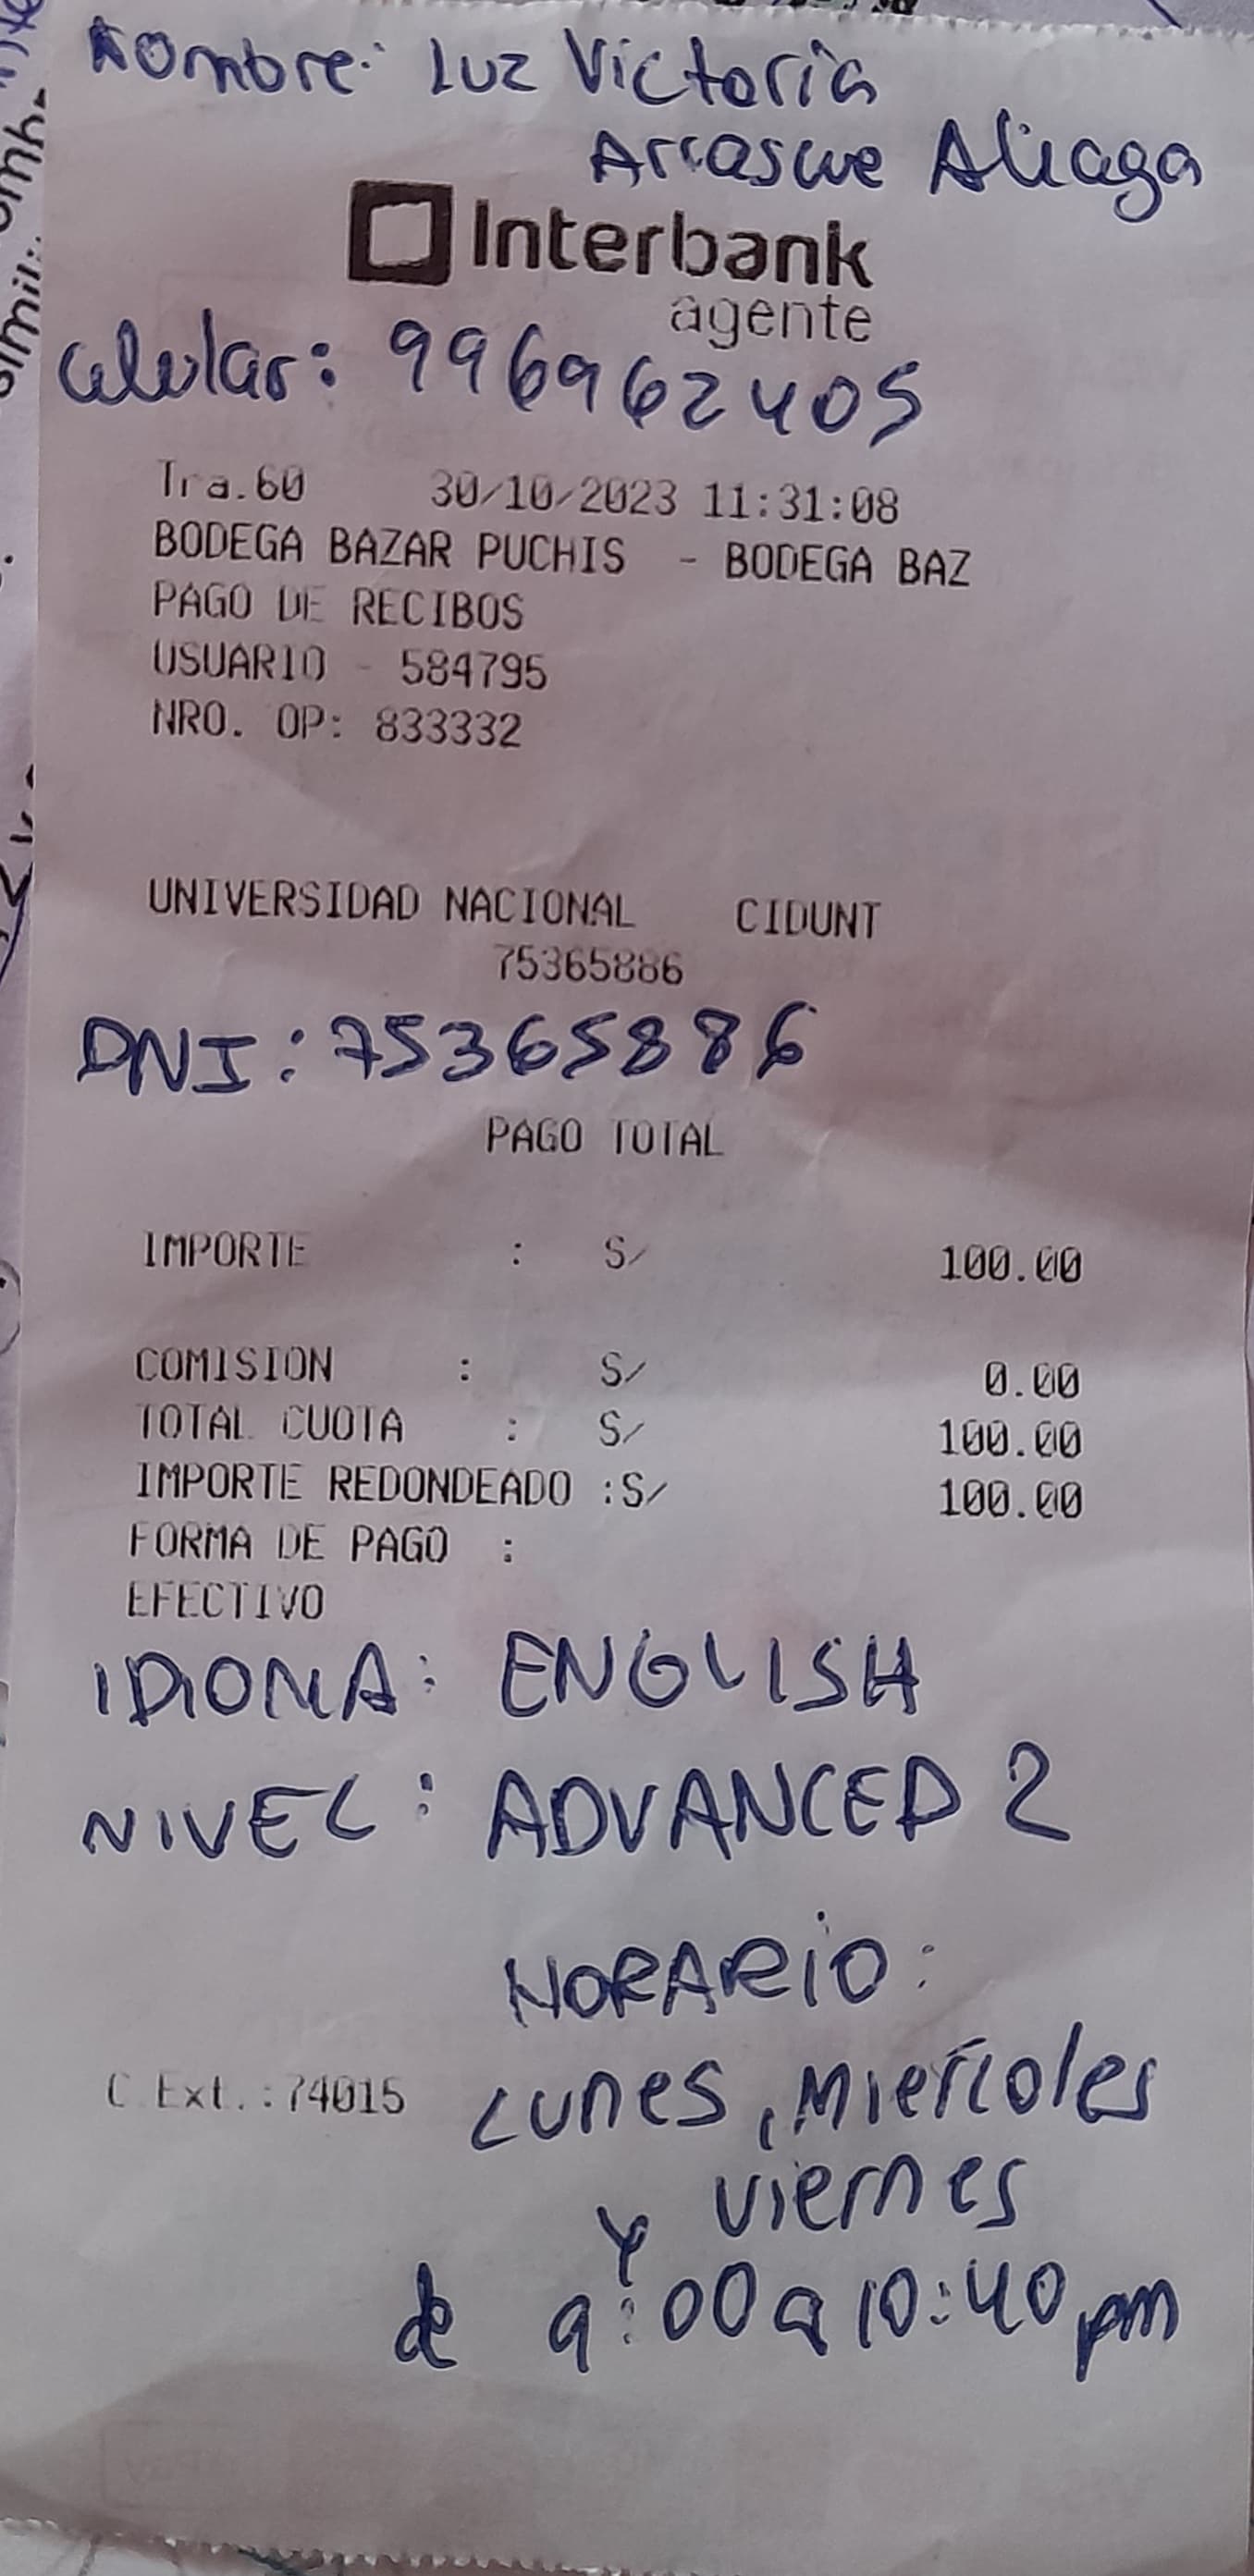 Nombre: Luz Victoria
Arrascue Aliaga
Interbank
agente
Celular: 996962405
Tra.60 30/10/2023 11:31:08
BODEGA BAZAR PUCHIS - BODEGA BAZ
PAGO DE RECIBOS
USUARIO - 584795
NRO. OP: 833332
UNIVERSIDAD NACIONAL CIDUNT
75365886
DNI: 75365886
PAGO TOTAL
IMPORTE : S/ 100.00
COMISION : S/ 0.00
TOTAL CUOTA : S/ 100.00
IMPORTE REDONDEADO :S/ 100.00
FORMA DE PAGO :
EFECTIVO
IDIOMA: ENGLISH
NIVEL: ADVANCED 2
HORARIO:
C.Ext.:74015 Lunes, Miercoles
y viernes
de 9:00 a 10:40 pm